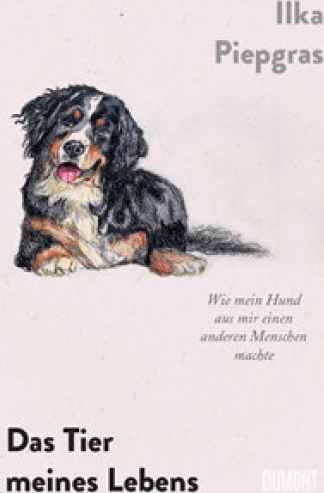 Ilka
Piepgras
Wie mein Hund
aus mir einen
anderen Menschen
machte
Das Tier
meines Lebens
DUMONT